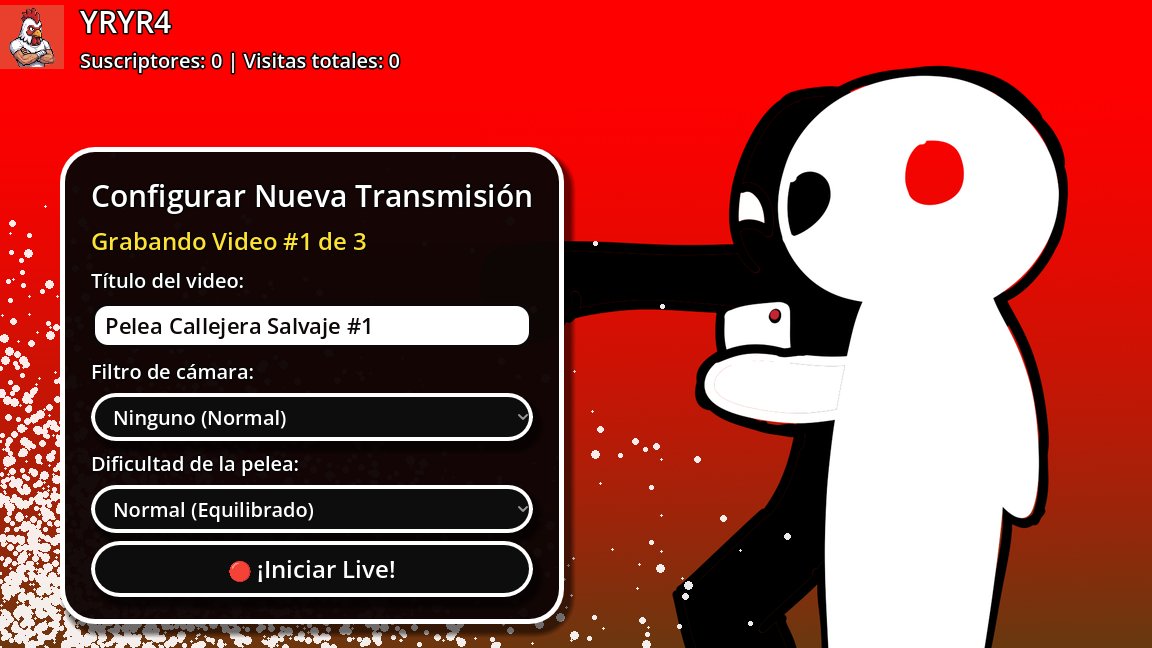 YRYR4
Suscriptores: 0 | Visitas totales: 0
Configurar Nueva Transmisión
Grabando Video #1 de 3
Título del video:
Pelea Callejera Salvaje #1
Filtro de cámara:
Ninguno (Normal)
Dificultad de la pelea:
Normal (Equilibrado)
🔴 ¡Iniciar Live!